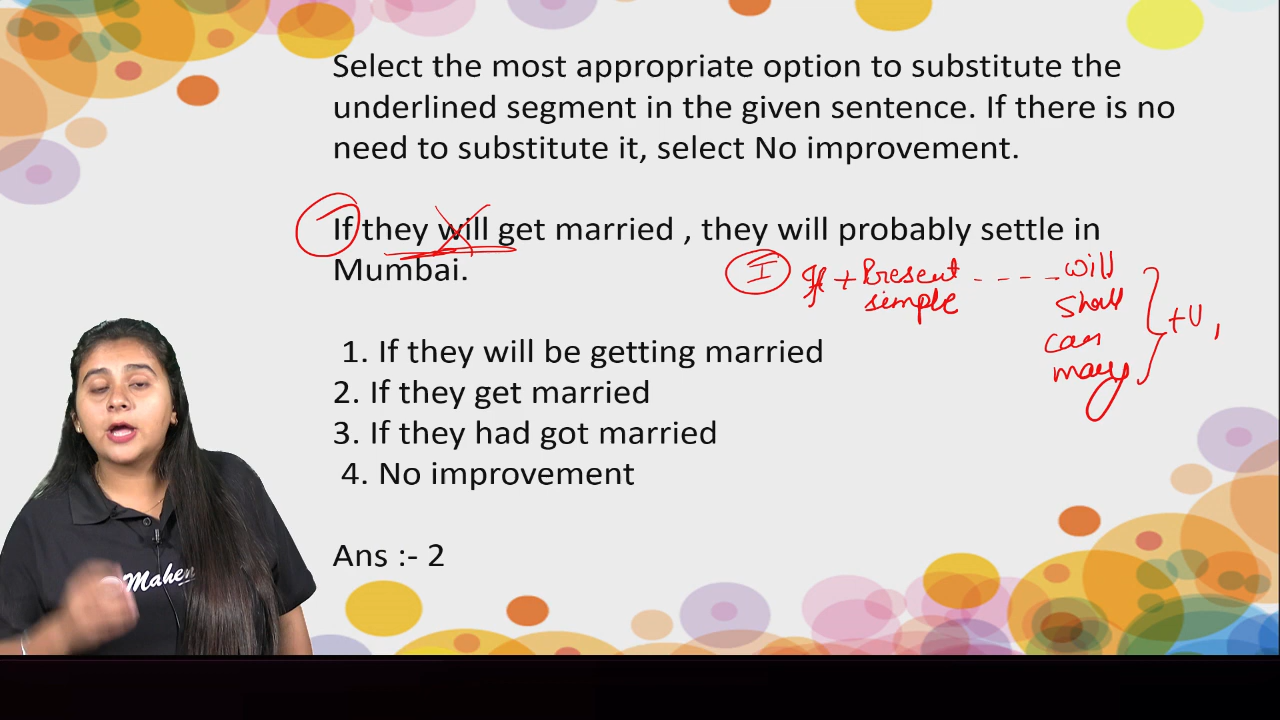 Select the most appropriate option to substitute the
underlined segment in the given sentence. If there is no
need to substitute it, select No improvement.
If they will get married , they will probably settle in
Mumbai.
I If + Present - - - - will
simple shall
can
may
+ V ,
1. If they will be getting married
2. If they get married
3. If they had got married
4. No improvement
Ans :- 2
Mahen